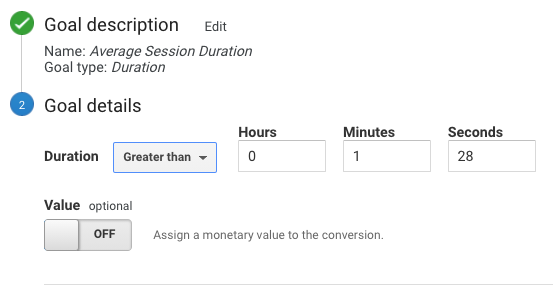 Goal description Edit
Name: Average Session Duration
Goal type: Duration
2 Goal details
Hours Minutes Seconds
Duration Greater than 0 1 28
Value optional
OFF Assign a monetary value to the conversion.